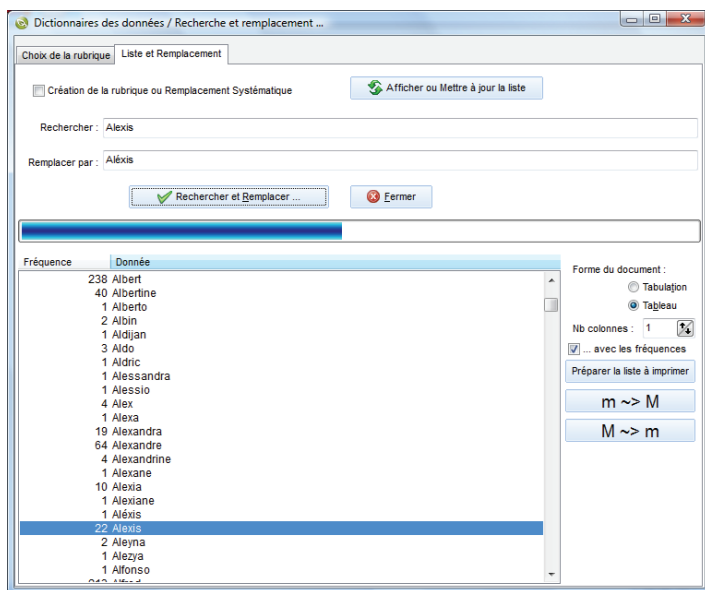 Dictionnaires des données / Recherche et remplacement ...
Choix de la rubrique
Liste et Remplacement
Création de la rubrique ou Remplacement Systématique
Afficher ou Mettre à jour la liste
Rechercher : Alexis
Remplacer par : Aléxis
Rechercher et Remplacer ...
Fermer
Fréquence Donnée
238 Albert
40 Albertine
1 Alberto
2 Albin
1 Aldijan
3 Aldo
1 Aldric
1 Alessandra
1 Alessio
4 Alex
1 Alexa
19 Alexandra
64 Alexandre
4 Alexandrine
1 Alexane
10 Alexia
1 Alexiane
1 Aléxis
22 Alexis
2 Aleyna
1 Alezya
1 Alfonso
Forme du document :
Tabulation
Tableau
Nb colonnes : 1
... avec les fréquences
Préparer la liste à imprimer
m ~> M
M ~> m